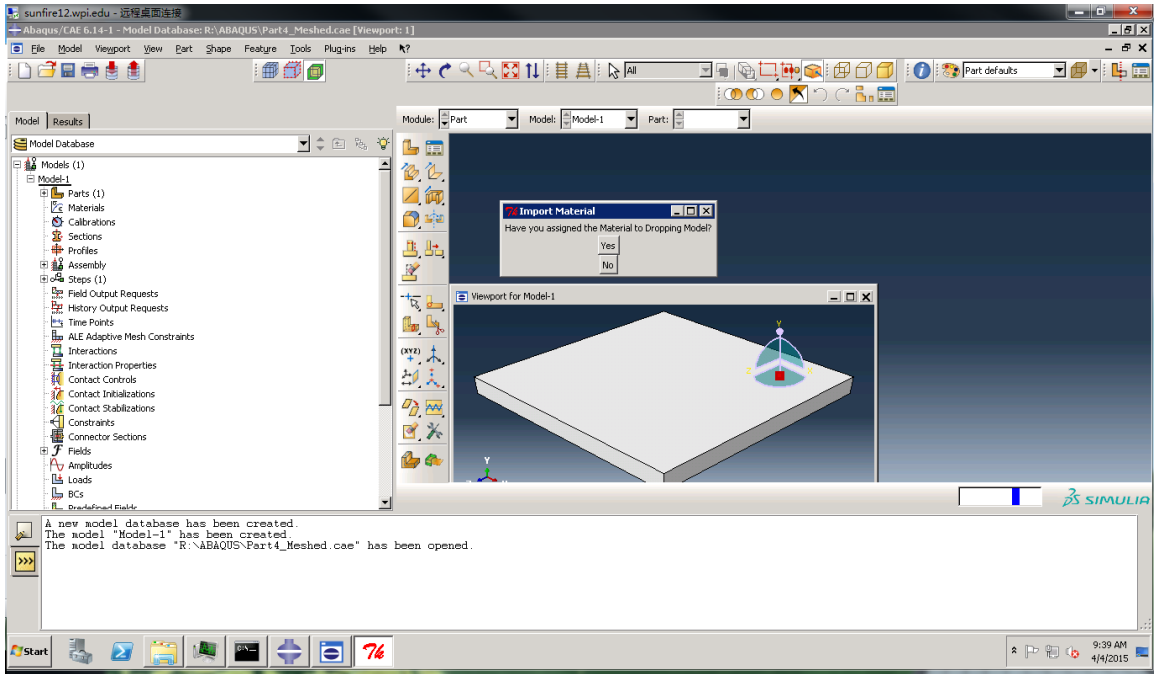 sunfire12.wpi.edu - 远程桌面连接
Abaqus/CAE 6.14-1 - Model Database: R:\ABAQUS\Part4_Meshed.cae [Viewport: 1]
File Model Viewport View Part Shape Feature Tools Plug-ins Help
All Part defaults
Model Results
Module: Part Model: Model-1 Part:
Model Database
Models (1)
Model-1
Parts (1)
Materials
Calibrations
Sections
Profiles
Assembly
Steps (1)
Field Output Requests
History Output Requests
Time Points
ALE Adaptive Mesh Constraints
Interactions
Interaction Properties
Contact Controls
Contact Initializations
Contact Stabilizations
Constraints
Connector Sections
Fields
Amplitudes
Loads
BCs
Predefined Fields
(XYZ)
Import Material
Have you assigned the Material to Dropping Model?
Yes
No
Viewport for Model-1
Y
Y
SIMULIA
A new model database has been created.
The model "Model-1" has been created.
The model database "R:\ABAQUS\Part4_Meshed.cae" has been opened.
>>>
Start
9:39 AM
4/4/2015